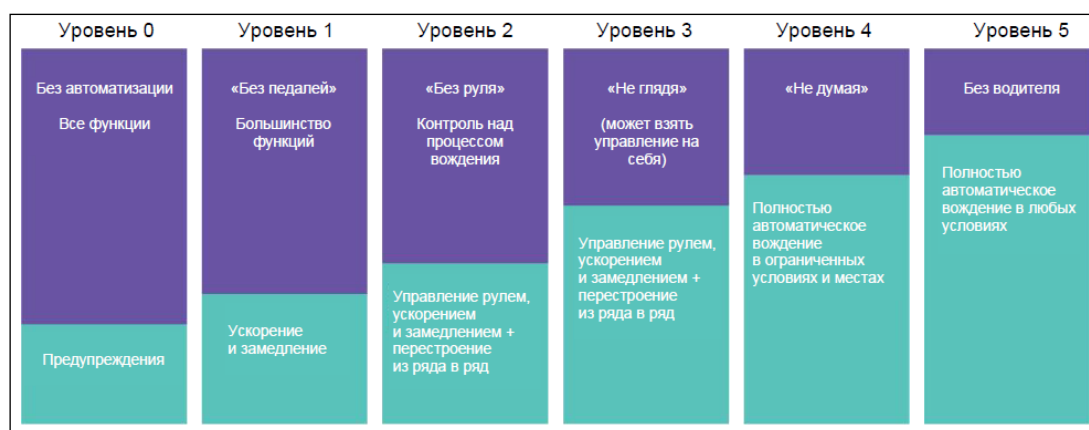 Уровень 0
Уровень 1
Уровень 2
Уровень 3
Уровень 4
Уровень 5
Без автоматизации
Все функции
Предупреждения
«Без педалей»
Большинство
функций
Ускорение
и замедление
«Без руля»
Контроль над
процессом
вождения
Управление рулем,
ускорением
и замедлением +
перестроение
из ряда в ряд
«Не глядя»
(может взять
управление на
себя)
Управление рулем,
ускорением
и замедлением +
перестроение
из ряда в ряд
«Не думая»
Полностью
автоматическое
вождение
в ограниченных
условиях и местах
Без водителя
Полностью
автоматическое
вождение в любых
условиях